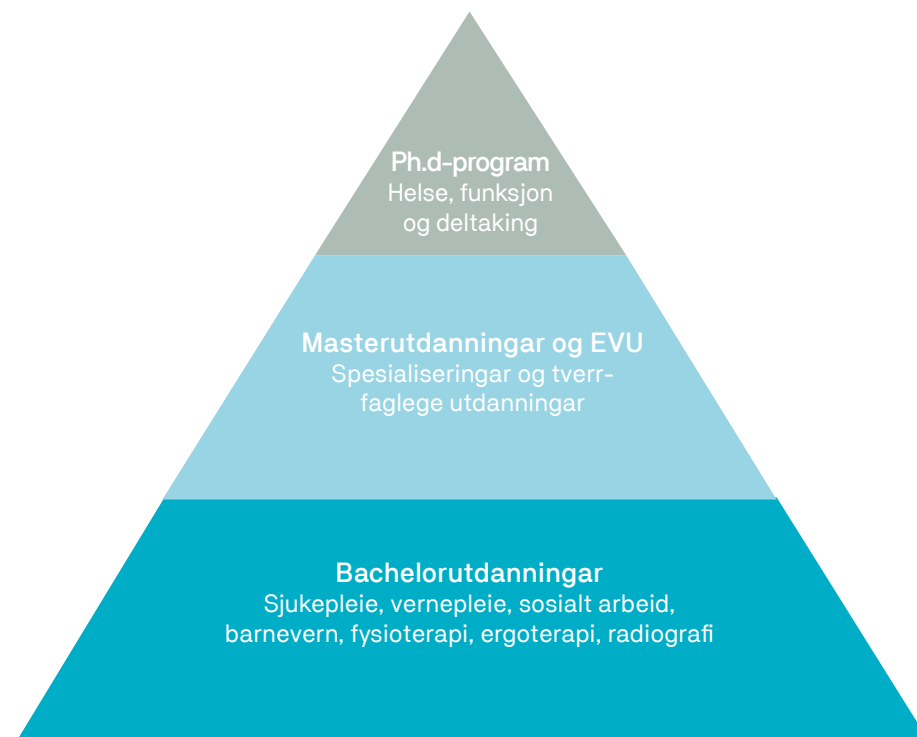 Ph.d-program
Helse, funksjon
og deltaking
Masterutdanningar og EVU
Spesialiseringar og tverr-
faglege utdanningar
Bachelorutdanningar
Sjukepleie, vernepleie, sosialt arbeid,
barnevern, fysioterapi, ergoterapi, radiografi